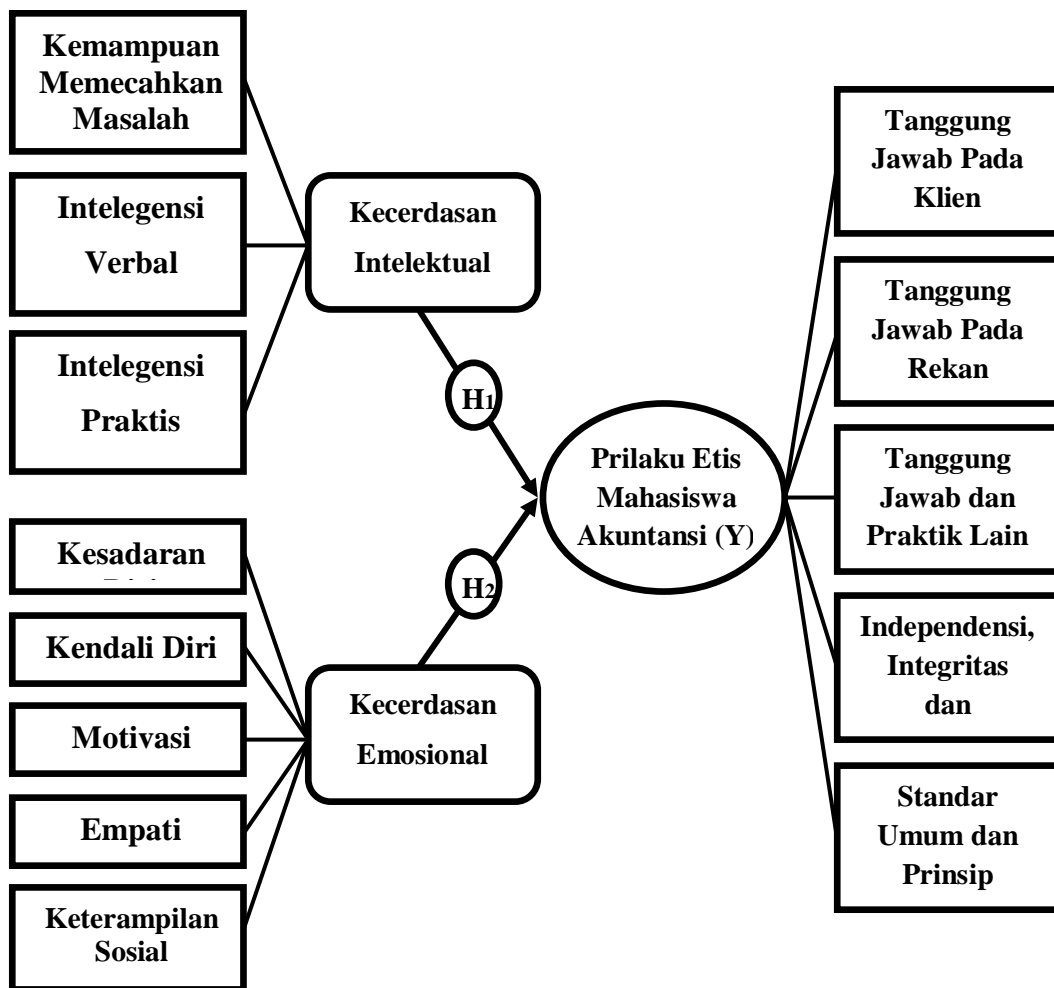 Kemampuan
Memecahkan
Masalah
Intelegensi
Verbal
Intelegensi
Praktis
Kecerdasan
Intelektual
H1
Kesadaran
Kendali Diri
Motivasi
Empati
Keterampilan
Sosial
Kecerdasan
Emosional
H2
Prilaku Etis
Mahasiswa
Akuntansi (Y)
Tanggung
Jawab Pada
Klien
Tanggung
Jawab Pada
Rekan
Tanggung
Jawab dan
Praktik Lain
Independensi,
Integritas
dan
Standar
Umum dan
Prinsip